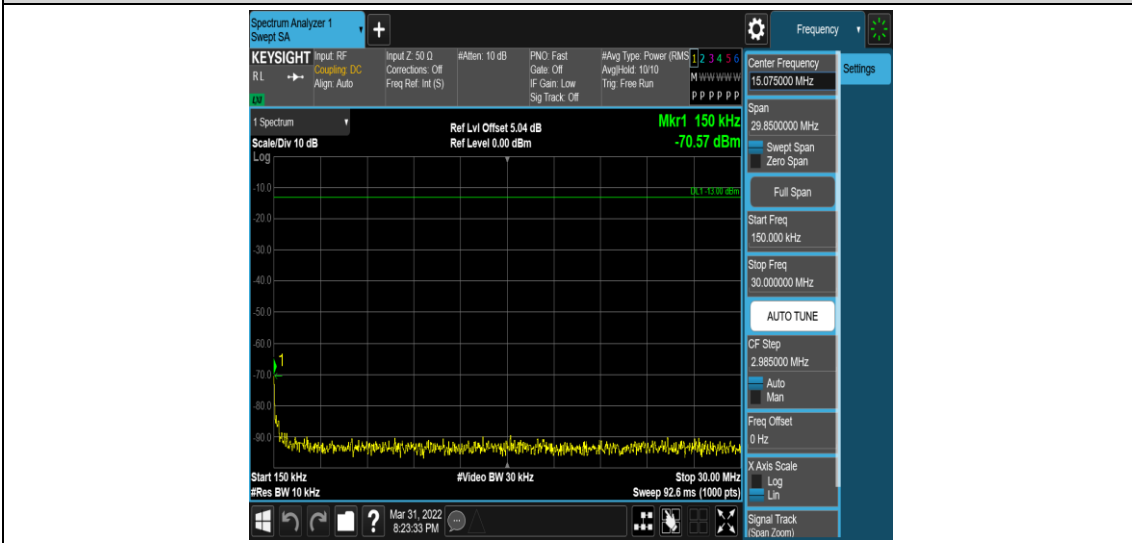 Spectrum Analyzer 1
Swept SA
+
Frequency
KEYSIGHT
RL
LXI
Input: RF
Coupling: DC
Align: Auto
Input Z: 50 Ω
Corrections: Off
Freq Ref: Int (S)
#Atten: 10 dB
PNO: Fast
Gate: Off
IF Gain: Low
Sig Track: Off
#Avg Type: Power (RMS
Avg|Hold: 10/10
Trig: Free Run
1 2 3 4 5 6
M W W W W W
P P P P P P
Center Frequency
15.075000 MHz
Settings
Span
29.8500000 MHz
Swept Span
Zero Span
Full Span
Start Freq
150.000 kHz
Stop Freq
30.000000 MHz
AUTO TUNE
CF Step
2.985000 MHz
Auto
Man
Freq Offset
0 Hz
X Axis Scale
Log
Lin
Signal Track
(Span Zoom)
1 Spectrum
Scale/Div 10 dB
Log
Ref Lvl Offset 5.04 dB
Ref Level 0.00 dBm
Mkr1 150 kHz
-70.57 dBm
DL1 -13.00 dBm
-10.0
-20.0
-30.0
-40.0
-50.0
-60.0
1
-70.0
-80.0
-90.0
Start 150 kHz
#Video BW 30 kHz
Stop 30.00 MHz
#Res BW 10 kHz
Sweep 92.6 ms (1000 pts)
?
Mar 31, 2022
8:23:33 PM